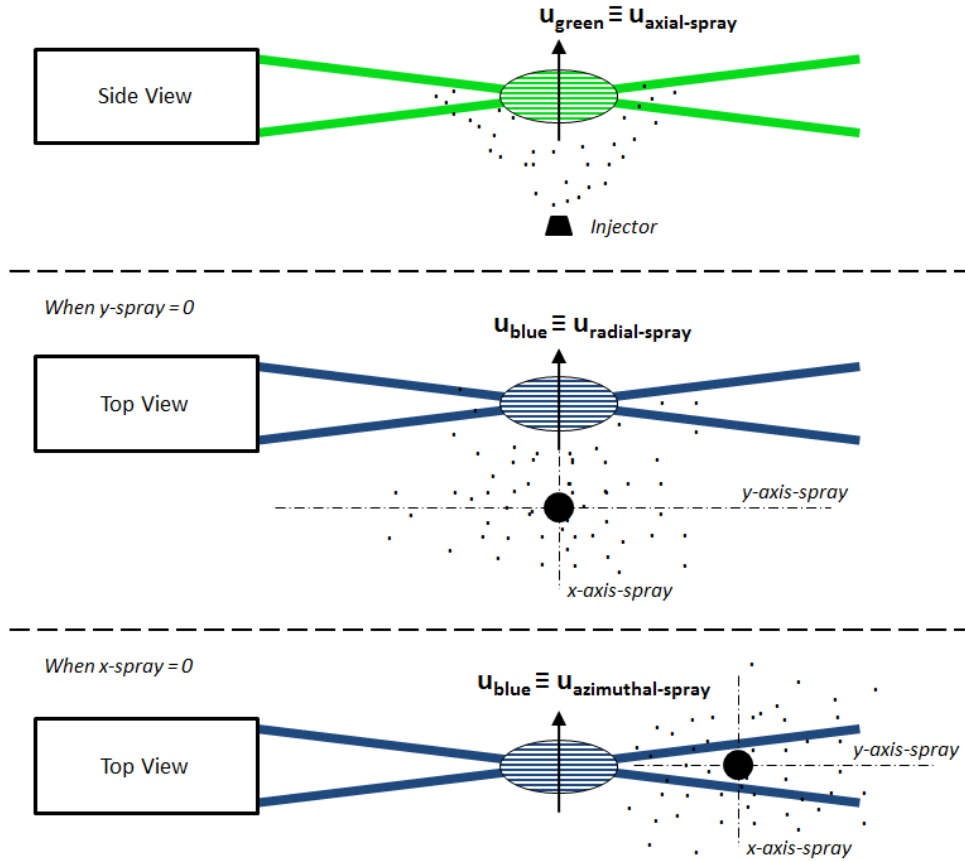 u_green ≡ u_axial-spray
Side View
Injector
When y-spray = 0
u_blue ≡ u_radial-spray
Top View
y-axis-spray
x-axis-spray
When x-spray = 0
u_blue ≡ u_azimuthal-spray
Top View
y-axis-spray
x-axis-spray